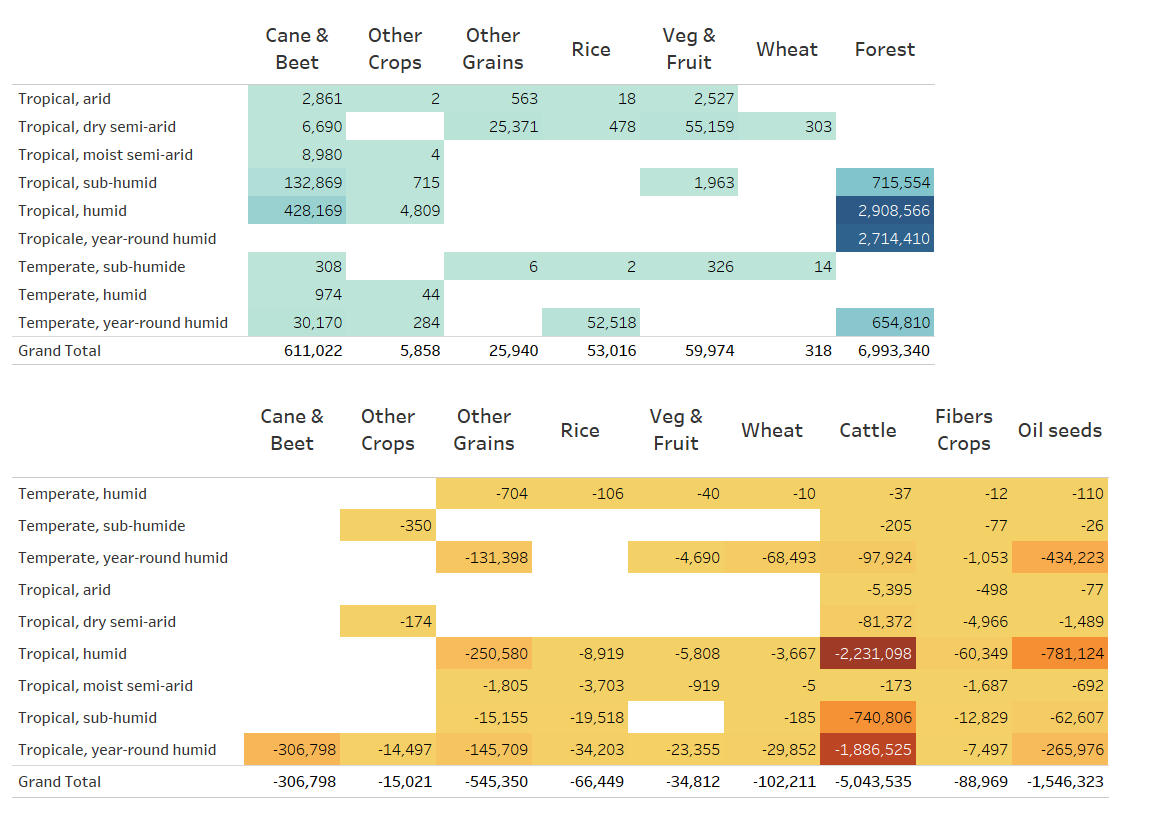 Cane & Beet Other Crops Other Grains Rice Veg & Fruit Wheat Forest
Tropical, arid 2,861 2 563 18 2,527
Tropical, dry semi-arid 6,690 25,371 478 55,159 303
Tropical, moist semi-arid 8,980 4
Tropical, sub-humid 132,869 715 1,963 715,554
Tropical, humid 428,169 4,809 2,908,566
Tropicale, year-round humid 2,714,410
Temperate, sub-humide 308 6 2 326 14
Temperate, humid 974 44
Temperate, year-round humid 30,170 284 52,518 654,810
Grand Total 611,022 5,858 25,940 53,016 59,974 318 6,993,340
Cane & Beet Other Crops Other Grains Rice Veg & Fruit Wheat Cattle Fibers Crops Oil seeds
Temperate, humid -704 -106 -40 -10 -37 -12 -110
Temperate, sub-humide -350 -205 -77 -26
Temperate, year-round humid -131,398 -4,690 -68,493 -97,924 -1,053 -434,223
Tropical, arid -5,395 -498 -77
Tropical, dry semi-arid -174 -81,372 -4,966 -1,489
Tropical, humid -250,580 -8,919 -5,808 -3,667 -2,231,098 -60,349 -781,124
Tropical, moist semi-arid -1,805 -3,703 -919 -5 -173 -1,687 -692
Tropical, sub-humid -15,155 -19,518 -185 -740,806 -12,829 -62,607
Tropicale, year-round humid -306,798 -14,497 -145,709 -34,203 -23,355 -29,852 -1,886,525 -7,497 -265,976
Grand Total -306,798 -15,021 -545,350 -66,449 -34,812 -102,211 -5,043,535 -88,969 -1,546,323